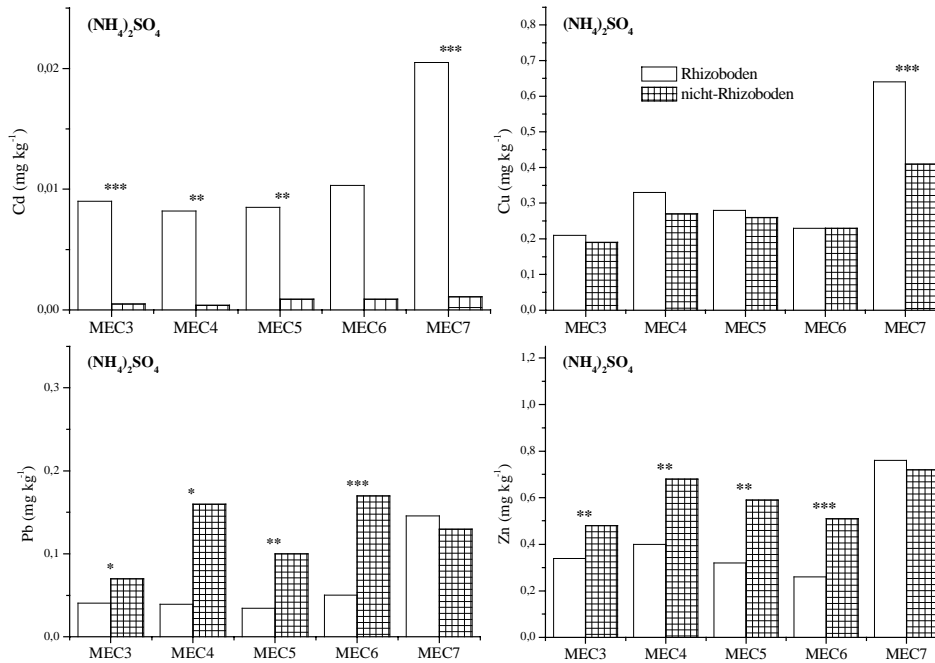 (NH₄)₂SO₄
Cd (mg kg⁻¹)
0,02
0,01
0,00
***
**
**
***
MEC3 MEC4 MEC5 MEC6 MEC7
(NH₄)₂SO₄
Rhizoboden
nicht-Rhizoboden
Cu (mg kg⁻¹)
0,8
0,7
0,6
0,5
0,4
0,3
0,2
0,1
0,0
***
MEC3 MEC4 MEC5 MEC6 MEC7
(NH₄)₂SO₄
Pb (mg kg⁻¹)
0,3
0,2
0,1
0,0
*
*
**
***
MEC3 MEC4 MEC5 MEC6 MEC7
(NH₄)₂SO₄
Zn (mg kg⁻¹)
1,2
1,0
0,8
0,6
0,4
0,2
0,0
**
**
**
***
MEC3 MEC4 MEC5 MEC6 MEC7